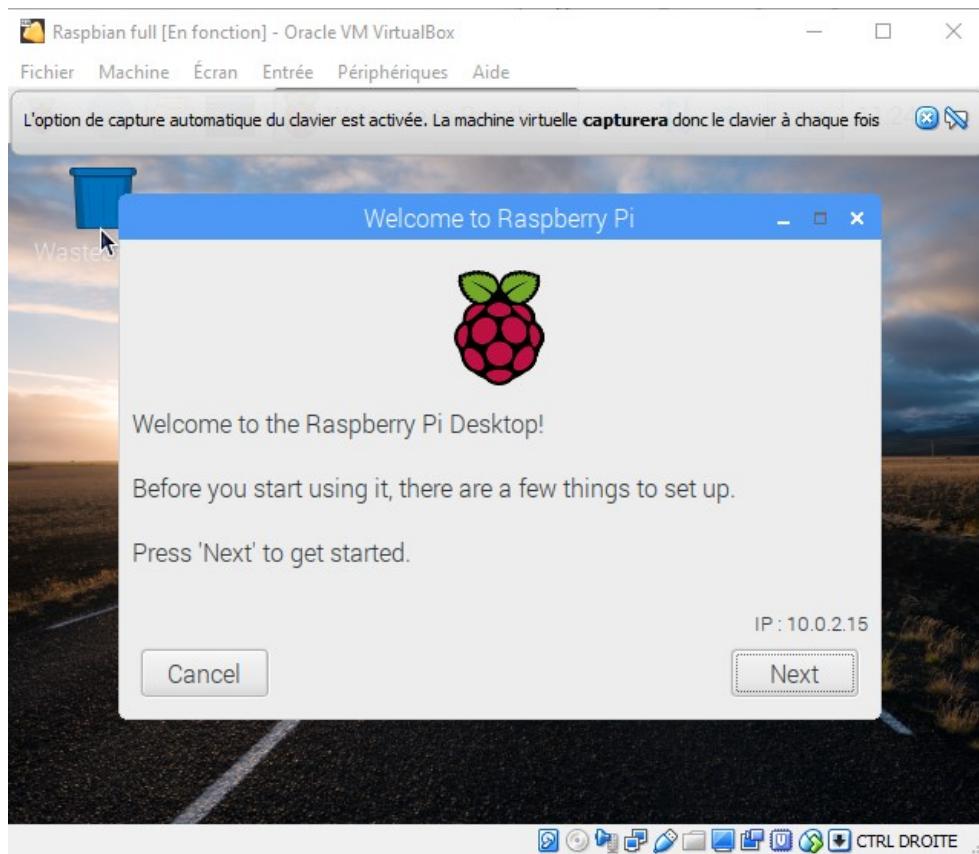 Raspbian full [En fonction] - Oracle VM VirtualBox
Fichier Machine Écran Entrée Périphériques Aide
L'option de capture automatique du clavier est activée. La machine virtuelle capturera donc le clavier à chaque fois
Welcome to Raspberry Pi
Welcome to the Raspberry Pi Desktop!
Before you start using it, there are a few things to set up.
Press 'Next' to get started.
IP : 10.0.2.15
Cancel Next
CTRL DROITE